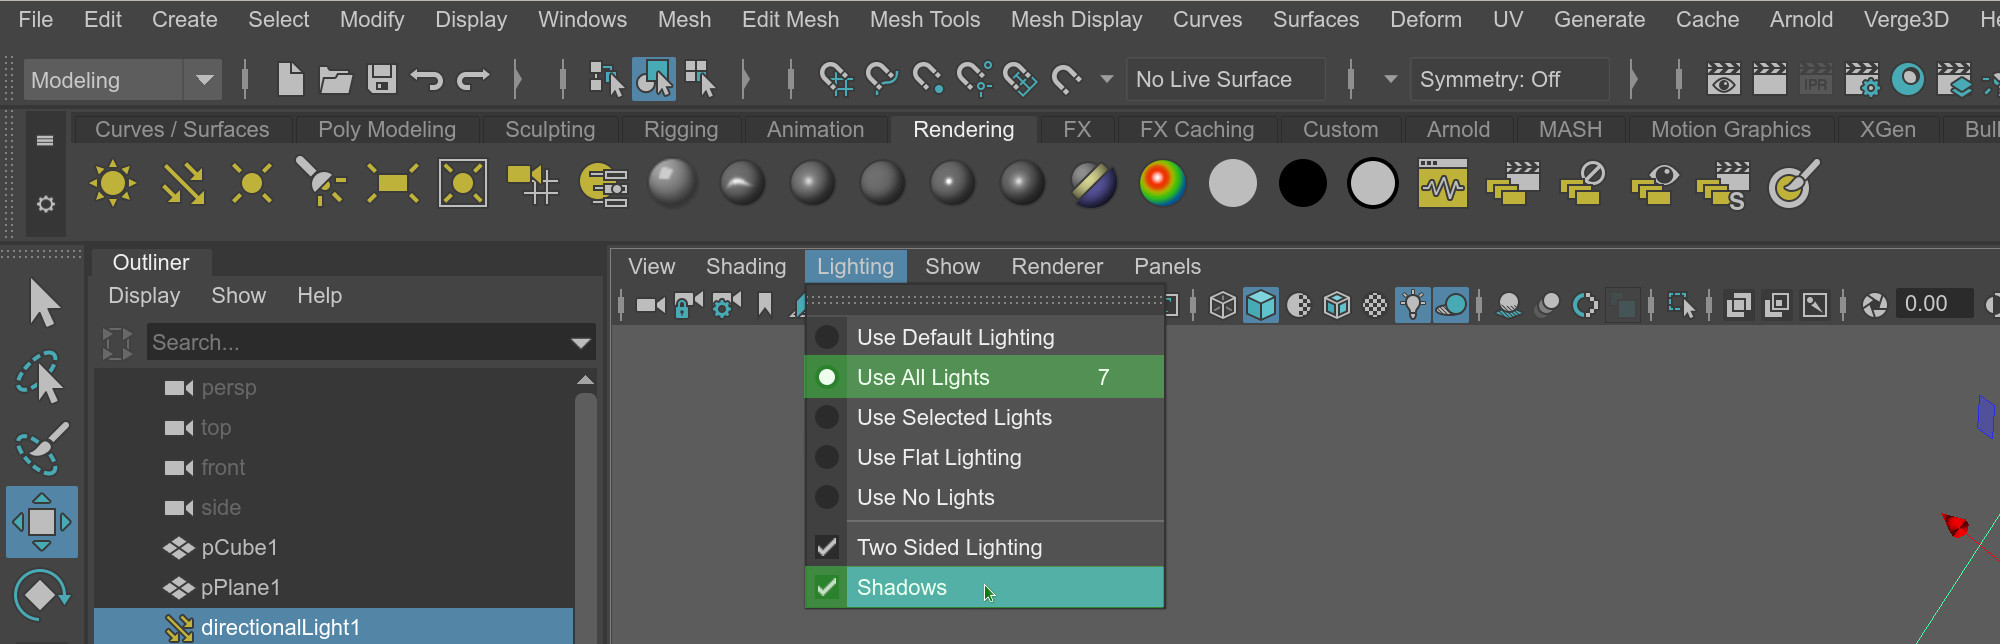 File Edit Create Select Modify Display Windows Mesh Edit Mesh Mesh Tools Mesh Display Curves Surfaces Deform UV Generate Cache Arnold Verge3D
Modeling No Live Surface Symmetry: Off IPR
Curves / Surfaces Poly Modeling Sculpting Rigging Animation Rendering FX FX Caching Custom Arnold MASH Motion Graphics XGen
S
Outliner
Display Show Help
Search...
persp
top
front
side
pCube1
pPlane1
directionalLight1
View Shading Lighting Show Renderer Panels
0.00
Use Default Lighting
Use All Lights 7
Use Selected Lights
Use Flat Lighting
Use No Lights
Two Sided Lighting
Shadows